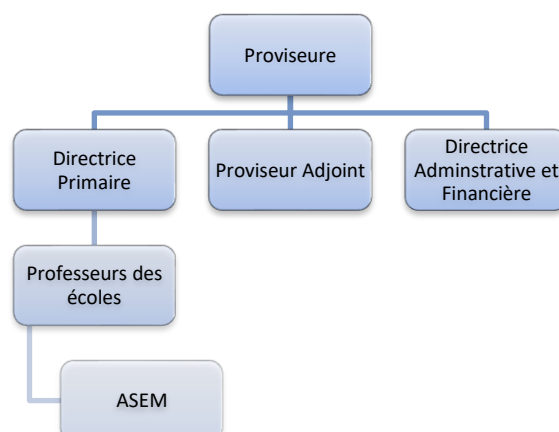 Proviseure
Directrice
Primaire
Proviseur Adjoint
Directrice
Adminstrative et
Financière
Professeurs des
écoles
ASEM